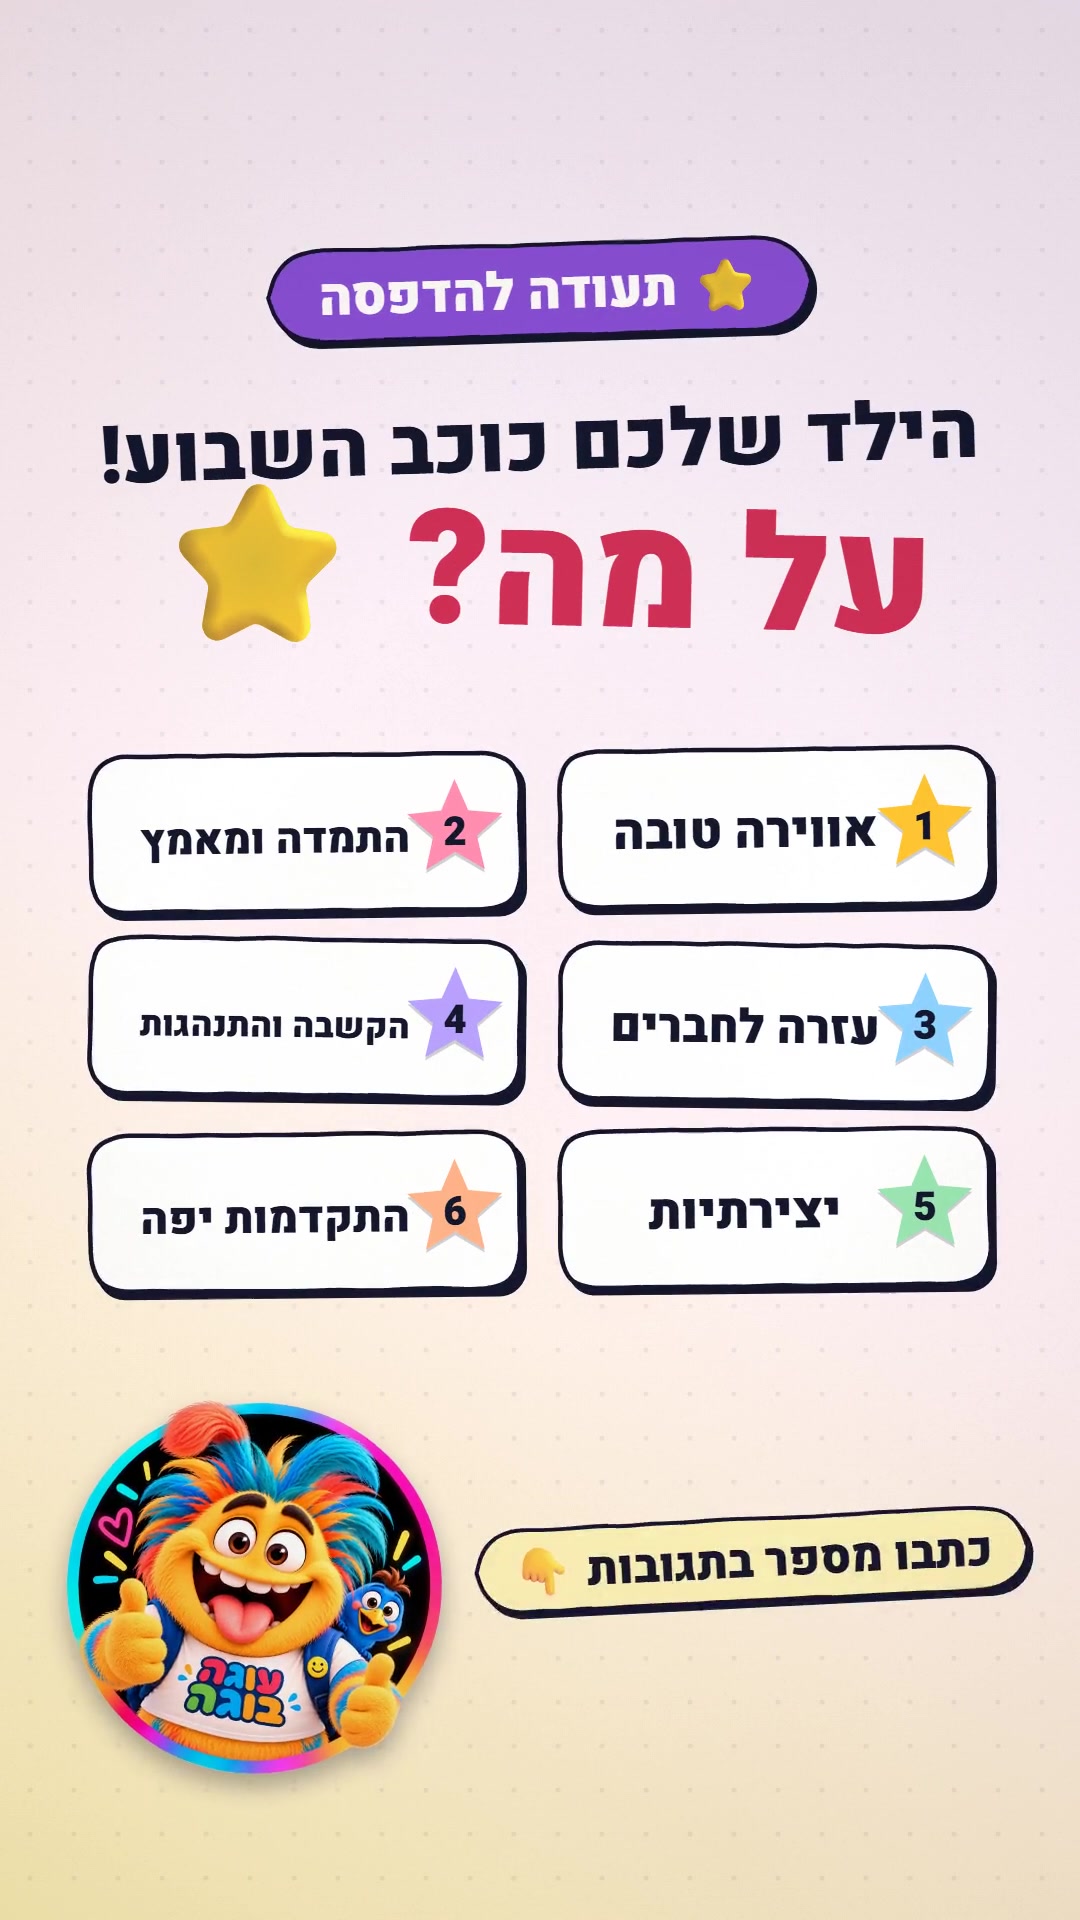 תעודה להדפסה
הילד שלכם כוכב השבוע!
על מה?
1 אווירה טובה
2 התמדה ומאמץ
3 עזרה לחברים
4 הקשבה והתנהגות
5 יצירתיות
6 התקדמות יפה
כתבו מספר בתגובות
עוגה
בוגה